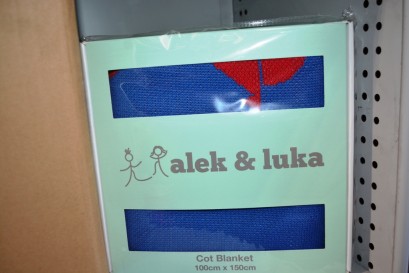 alek & luka
Cot Blanket
100cm x 150cm